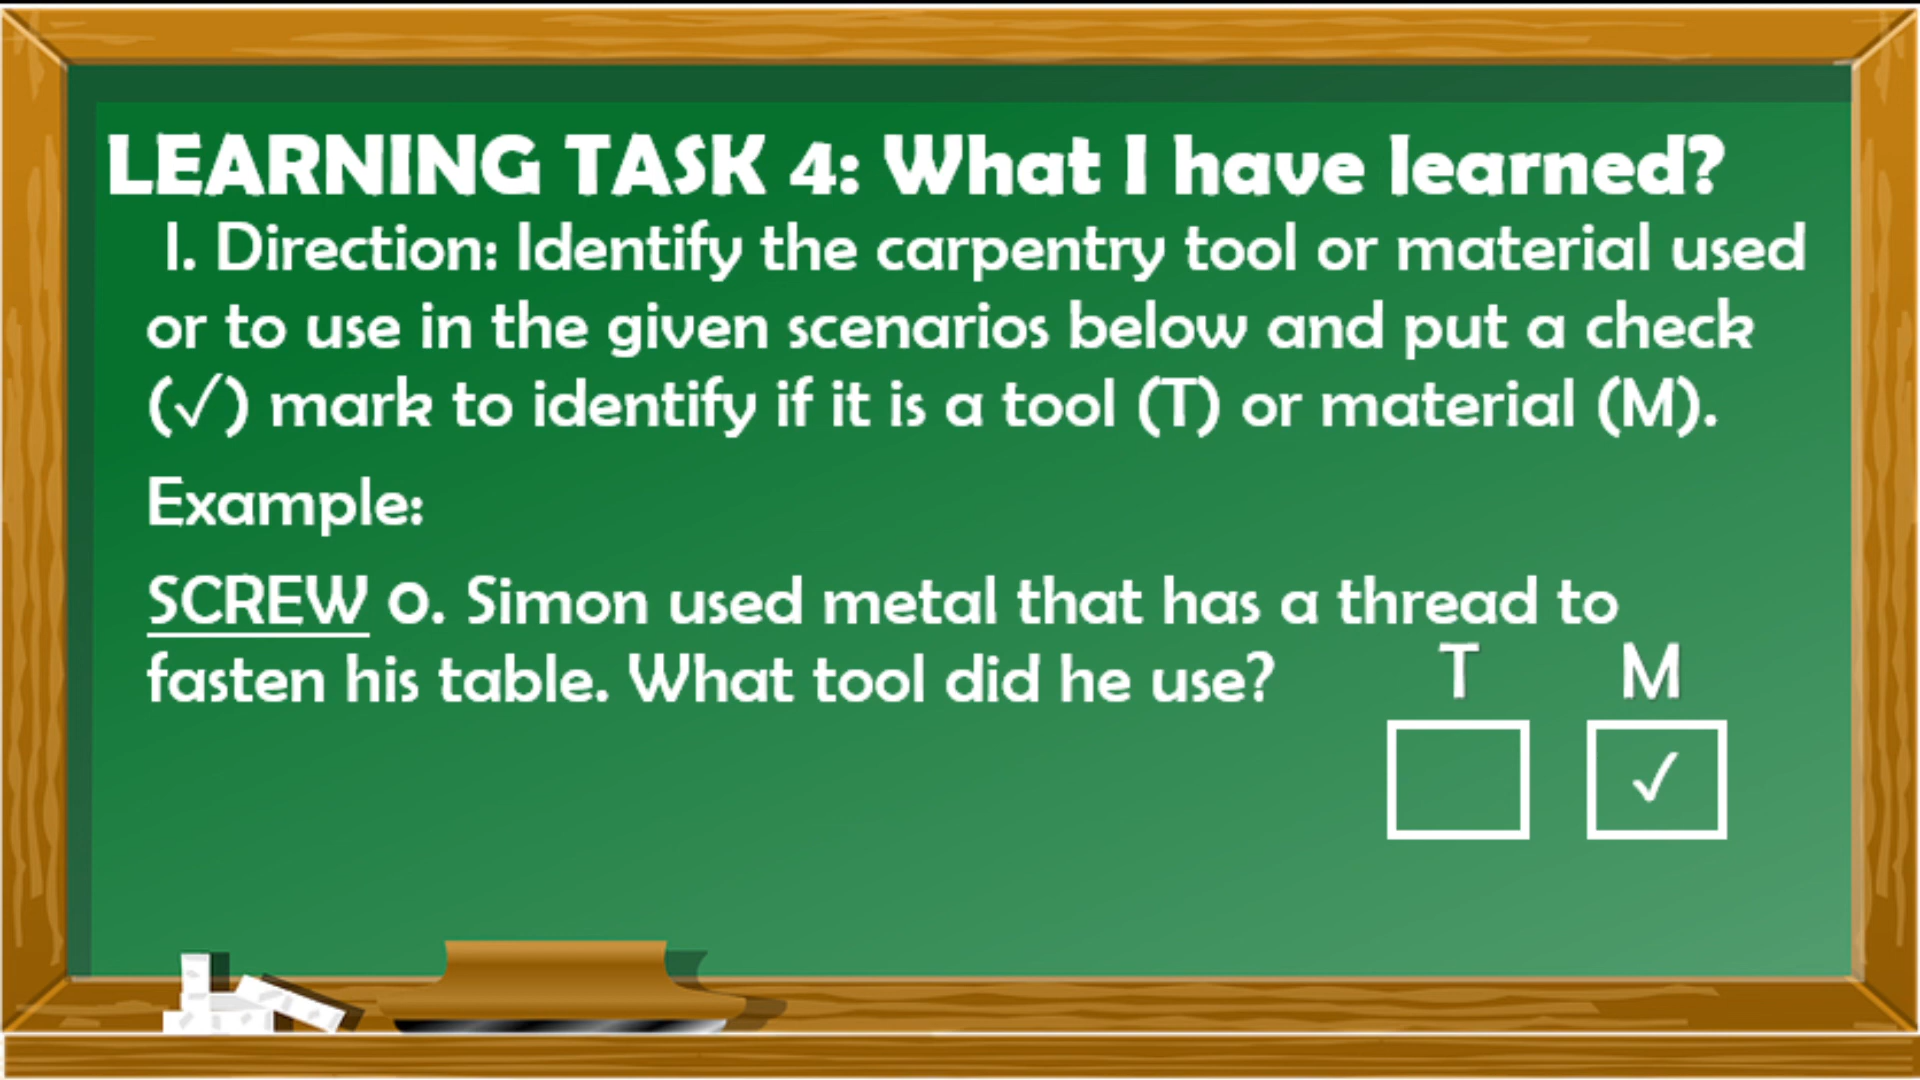 LEARNING TASK 4: What I have learned?
I. Direction: Identify the carpentry tool or material used
or to use in the given scenarios below and put a check
(✓) mark to identify if it is a tool (T) or material (M).
Example:
SCREW 0. Simon used metal that has a thread to
fasten his table. What tool did he use?
T M
✓